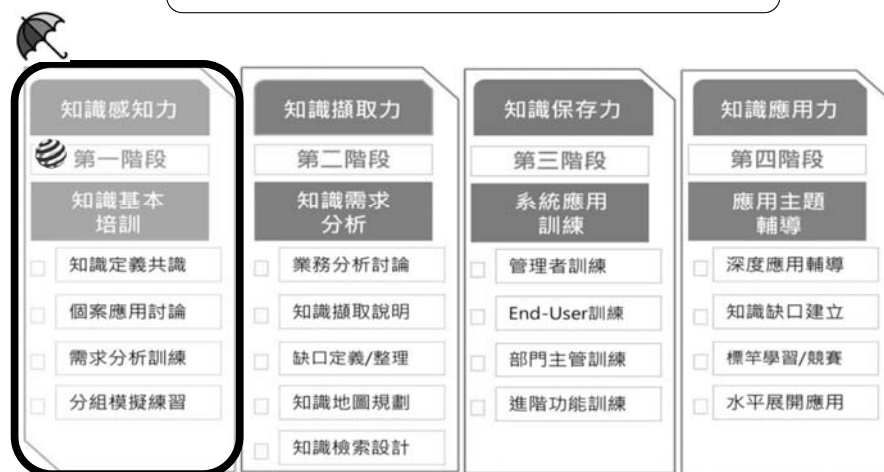 知識感知力
第一階段
知識基本
培訓
知識定義共識
個案應用討論
需求分析訓練
分組模擬練習
知識擷取力
第二階段
知識需求
分析
業務分析討論
知識擷取說明
缺口定義/整理
知識地圖規劃
知識檢索設計
知識保存力
第三階段
系統應用
訓練
管理者訓練
End-User訓練
部門主管訓練
進階功能訓練
知識應用力
第四階段
應用主題
輔導
深度應用輔導
知識缺口建立
標竿學習/競賽
水平展開應用